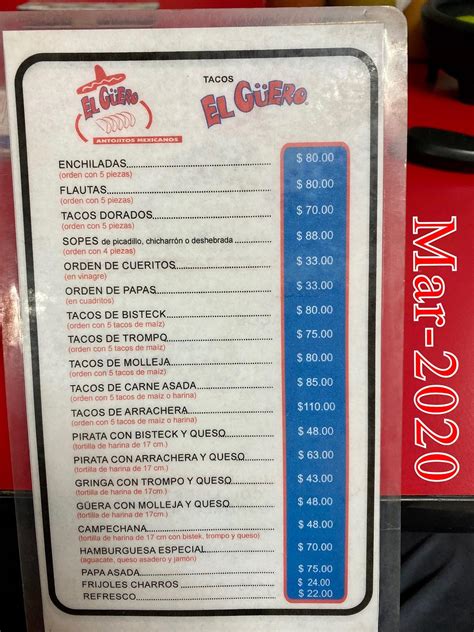 EL GÜERO
ANTOJITOS MEXICANOS
TACOS
EL GÜERO
ENCHILADAS $ 80.00
(orden con 5 piezas)
FLAUTAS $ 80.00
(orden con 5 piezas)
TACOS DORADOS $ 70.00
(orden con 5 piezas)
SOPES de picadillo, chicharrón o deshebrada $ 88.00
(orden con 4 piezas)
ORDEN DE CUERITOS $ 33.00
(en vinagre)
ORDEN DE PAPAS $ 33.00
(en cuadritos)
TACOS DE BISTECK $ 80.00
(orden con 5 tacos de maíz)
TACOS DE TROMPO $ 75.00
(orden con 5 tacos de maíz)
TACOS DE MOLLEJA $ 80.00
(orden con 5 tacos de maíz)
TACOS DE CARNE ASADA $ 85.00
(orden con 5 tacos de maíz o harina)
TACOS DE ARRACHERA $110.00
(orden con 5 tacos de maíz o harina)
PIRATA CON BISTECK Y QUESO $ 48.00
(tortilla de harina 17 cm.)
PIRATA CON ARRACHERA Y QUESO $ 63.00
(tortilla de harina de 17 cm.)
GRINGA CON TROMPO Y QUESO $ 43.00
(tortilla de harina de 17cm.)
GÜERA CON MOLLEJA Y QUESO $ 48.00
(tortilla de harina de 17cm.)
CAMPECHANA $ 48.00
(tortilla de harina de 17 cm con bistek, trompo y queso)
HAMBURGUESA ESPECIAL $ 70.00
(aguacate, queso asadero y jamón)
PAPA ASADA $ 75.00
FRIJOLES CHARROS $ 24.00
REFRESCO $ 22.00
Mar-2020